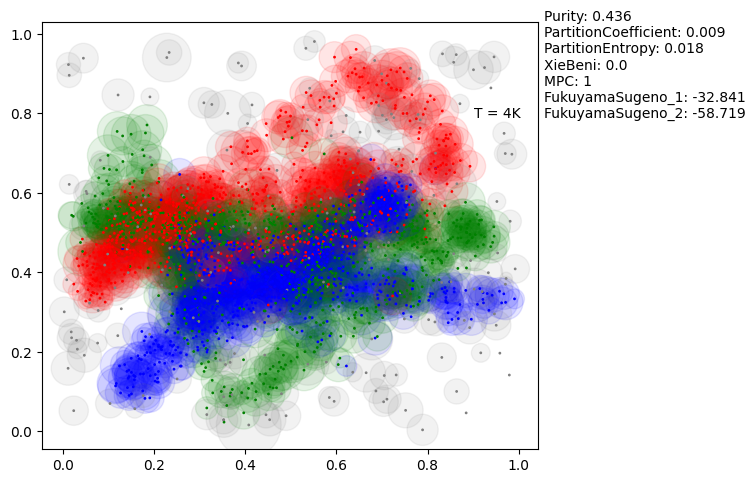 Purity: 0.436
PartitionCoefficient: 0.009
PartitionEntropy: 0.018
XieBeni: 0.0
MPC: 1
FukuyamaSugeno_1: -32.841
FukuyamaSugeno_2: -58.719
T = 4K
1.0
0.8
0.6
0.4
0.2
0.0
0.0 0.2 0.4 0.6 0.8 1.0